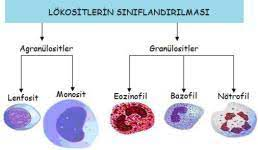 LÖKOSİTLERİN SINIFLANDIRILMASI
Agranülositler Granülositler
Lenfosit Monosit Eozinofil Bazofil Nötrofil